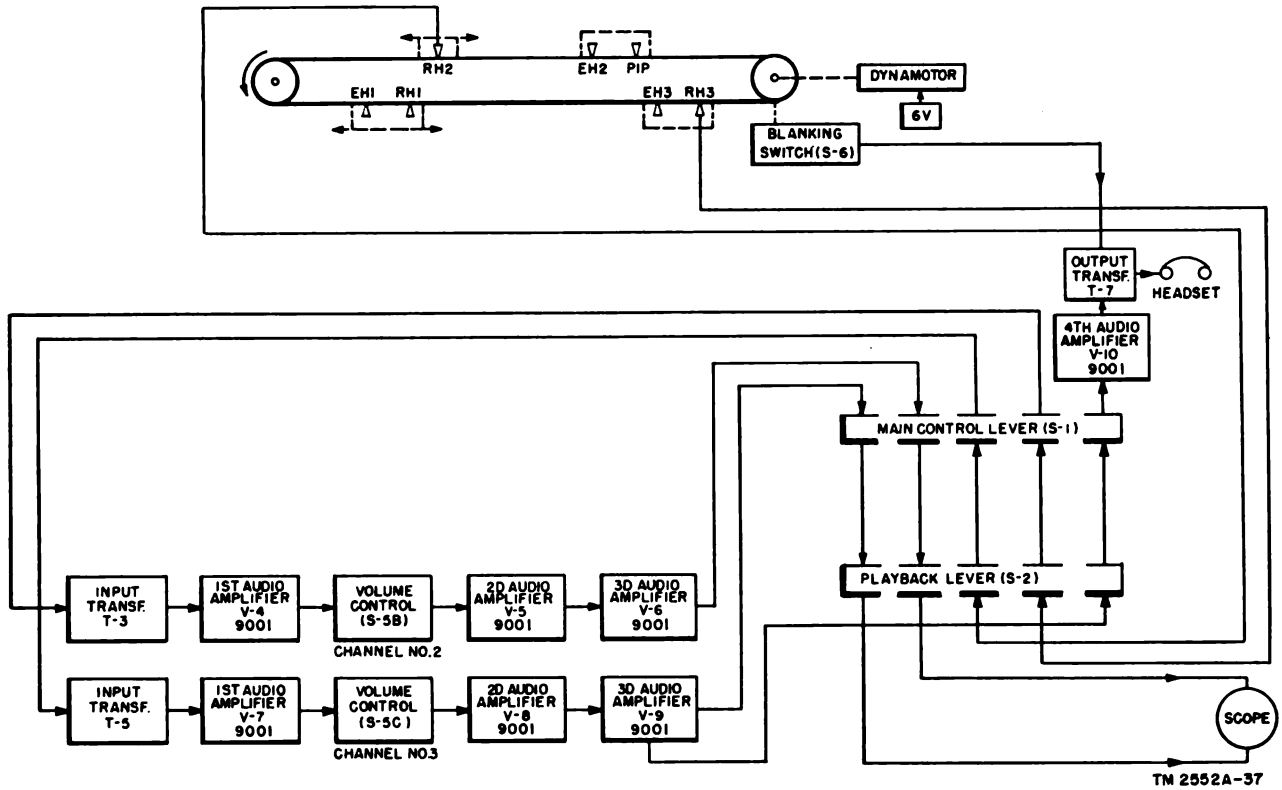 RH2
EH2 PIP
EH1 RH1
EH3 RH3
DYNAMOTOR
6V
BLANKING
SWITCH (S-6)
OUTPUT
TRANSF.
T-7
HEADSET
4TH AUDIO
AMPLIFIER
V-10
9001
MAIN CONTROL LEVER (S-1)
PLAYBACK LEVER (S-2)
INPUT
TRANSF.
T-3
1ST AUDIO
AMPLIFIER
V-4
9001
VOLUME
CONTROL
(S-5B)
CHANNEL NO.2
2D AUDIO
AMPLIFIER
V-5
9001
3D AUDIO
AMPLIFIER
V-6
9001
INPUT
TRANSF.
T-5
1ST AUDIO
AMPLIFIER
V-7
9001
VOLUME
CONTROL
(S-5C)
CHANNEL NO.3
2D AUDIO
AMPLIFIER
V-8
9001
3D AUDIO
AMPLIFIER
V-9
9001
SCOPE
TM 2552A-37